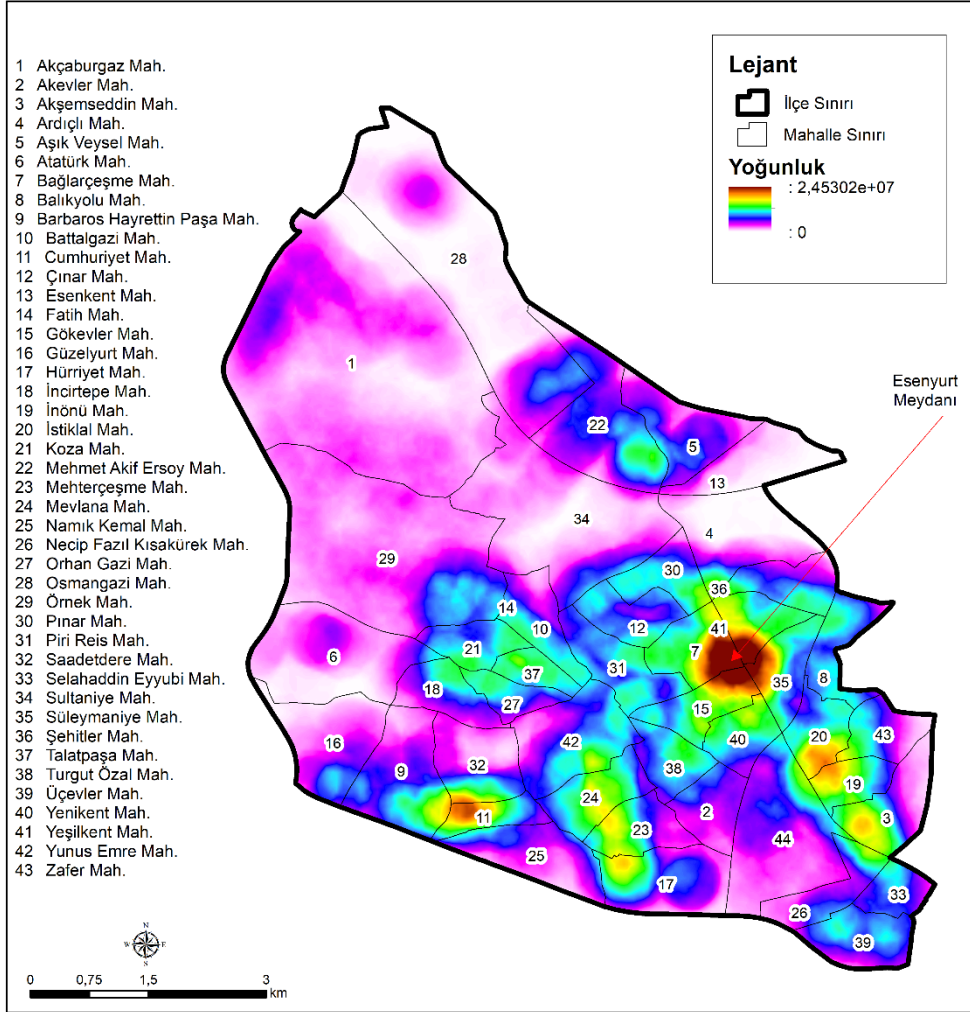 1 Akçaburgaz Mah.
2 Akevler Mah.
3 Akşemseddin Mah.
4 Ardıçlı Mah.
5 Aşık Veysel Mah.
6 Atatürk Mah.
7 Bağlarçeşme Mah.
8 Balıkyolu Mah.
9 Barbaros Hayrettin Paşa Mah.
10 Battalgazi Mah.
11 Cumhuriyet Mah.
12 Çınar Mah.
13 Esenkent Mah.
14 Fatih Mah.
15 Gökevler Mah.
16 Güzelyurt Mah.
17 Hürriyet Mah.
18 İncirtepe Mah.
19 İnönü Mah.
20 İstiklal Mah.
21 Koza Mah.
22 Mehmet Akif Ersoy Mah.
23 Mehterçeşme Mah.
24 Mevlana Mah.
25 Namık Kemal Mah.
26 Necip Fazıl Kısakürek Mah.
27 Orhan Gazi Mah.
28 Osmangazi Mah.
29 Örnek Mah.
30 Pınar Mah.
31 Piri Reis Mah.
32 Saadetdere Mah.
33 Selahaddin Eyyubi Mah.
34 Sultaniye Mah.
35 Süleymaniye Mah.
36 Şehitler Mah.
37 Talatpaşa Mah.
38 Turgut Özal Mah.
39 Üçevler Mah.
40 Yenikent Mah.
41 Yeşilkent Mah.
42 Yunus Emre Mah.
43 Zafer Mah.
Lejant
İlçe Sınırı
Mahalle Sınırı
Yoğunluk
: 2,45302e+07
: 0
Esenyurt
Meydanı
28
1
22
5
13
34
4
29
30
36
14
10
12
41
21
7
6
31
37
35
8
18
27
15
16
42
40
20
43
32
9
38
19
24
11
2
3
23
44
25
17
33
26
39
N
W E
S
0 0,75 1,5 3
km